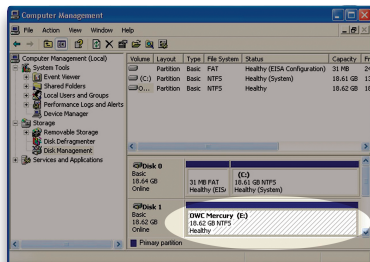 Computer Management
File Action View Window Help
Computer Management (Local)
System Tools
Event Viewer
Shared Folders
Local Users and Groups
Performance Logs and Alerts
Device Manager
Storage
Removable Storage
Disk Defragmenter
Disk Management
Services and Applications
Volume Layout Type File System Status Capacity
Partition Basic FAT Healthy (EISA Configuration) 31 MB
(C:) Partition Basic NTFS Healthy (System) 18.61 GB
O... Partition Basic NTFS Healthy 18.62 GB
Disk 0
Basic
18.64 GB
Online
31 MB FAT
Healthy (EIS
(C:)
18.61 GB NTFS
Healthy (System)
Disk 1
Basic
18.62 GB
Online
OWC Mercury (E:)
18.62 GB NTFS
Healthy
Primary partition